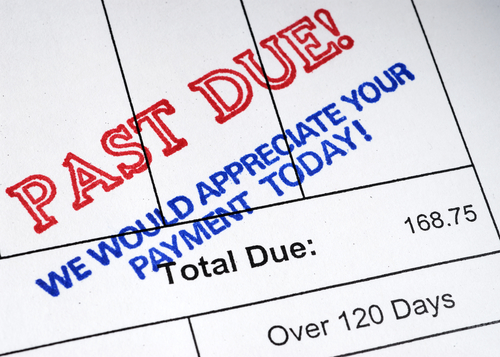 PAST DUE!
WE WOULD APPRECIATE YOUR
PAYMENT TODAY!
Total Due: 168.75
Over 120 Days